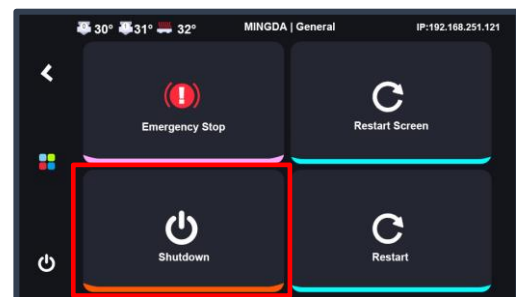 30° 31° 32° MINGDA | General IP:192.168.251.121
Emergency Stop Restart Screen
Shutdown Restart